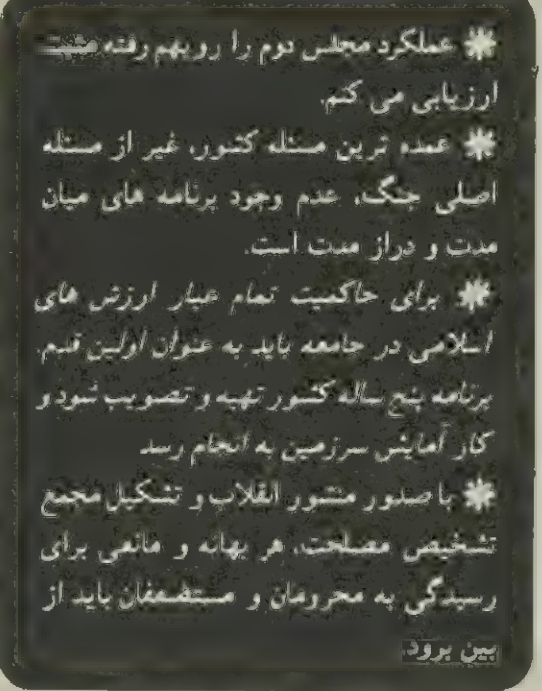 * عملکرد مجلس دوم را رویهم رفته مثبت
ارزیابی می کنم.
* عمده ترین مسئله کشور، غیر از مسئله
اصلی جنگ، عدم وجود برنامه های میان
مدت و دراز مدت است.
* برای حاکمیت تمام عیار ارزش های
اسلامی در جامعه باید به عنوان اولین قدم،
برنامه پنج ساله کشور تهیه و تصویب شود و
کار آمایش سرزمین به انجام رسد
* با صدور منشور انقلاب و تشکیل مجمع
تشخیص مصلحت، هر بهانه و مانعی برای
رسیدگی به محرومان و مستضعفان باید از
بین برود.